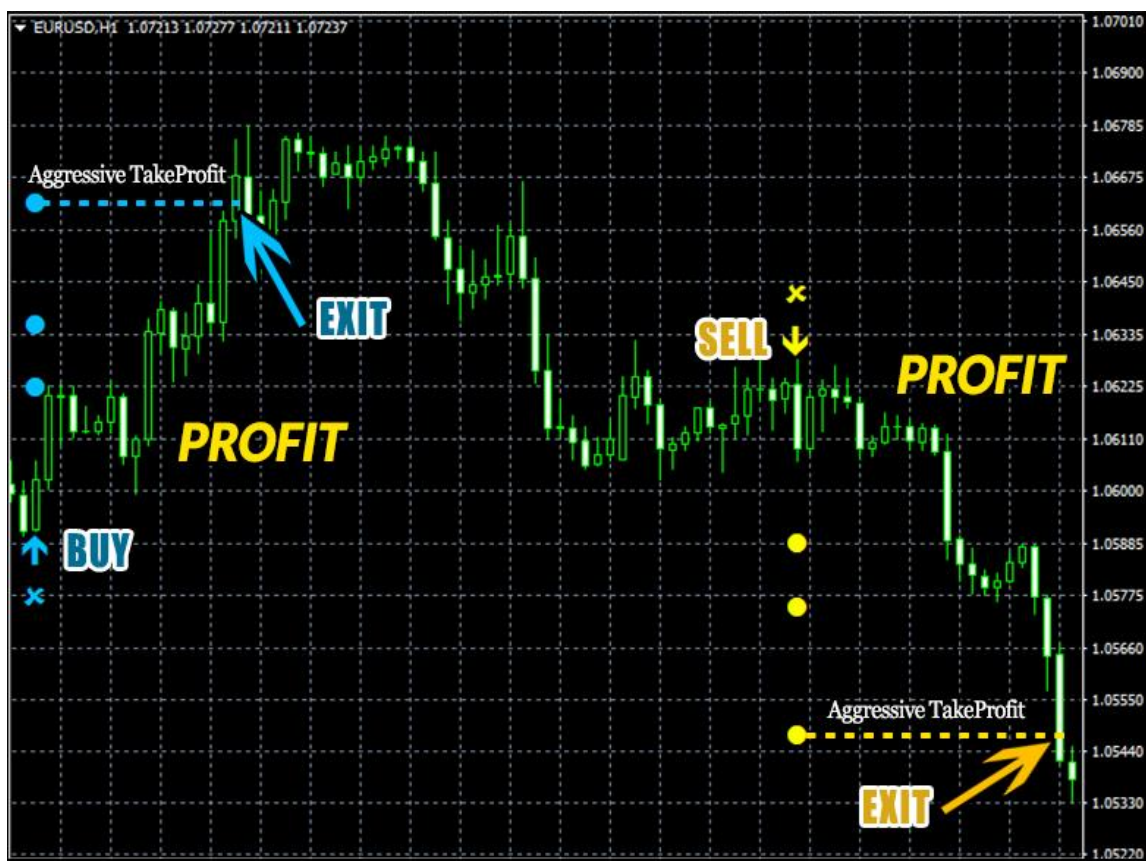 EURUSD,H1 1.07213 1.07277 1.07211 1.07237
1.07010
1.06900
1.06785
Aggressive TakeProfit
1.06675
1.06560
1.06450
EXIT
SELL
1.06335
PROFIT
1.06225
PROFIT
1.06110
1.06000
BUY
1.05885
1.05775
1.05660
Aggressive TakeProfit
1.05550
1.05440
EXIT
1.05330
1.05220